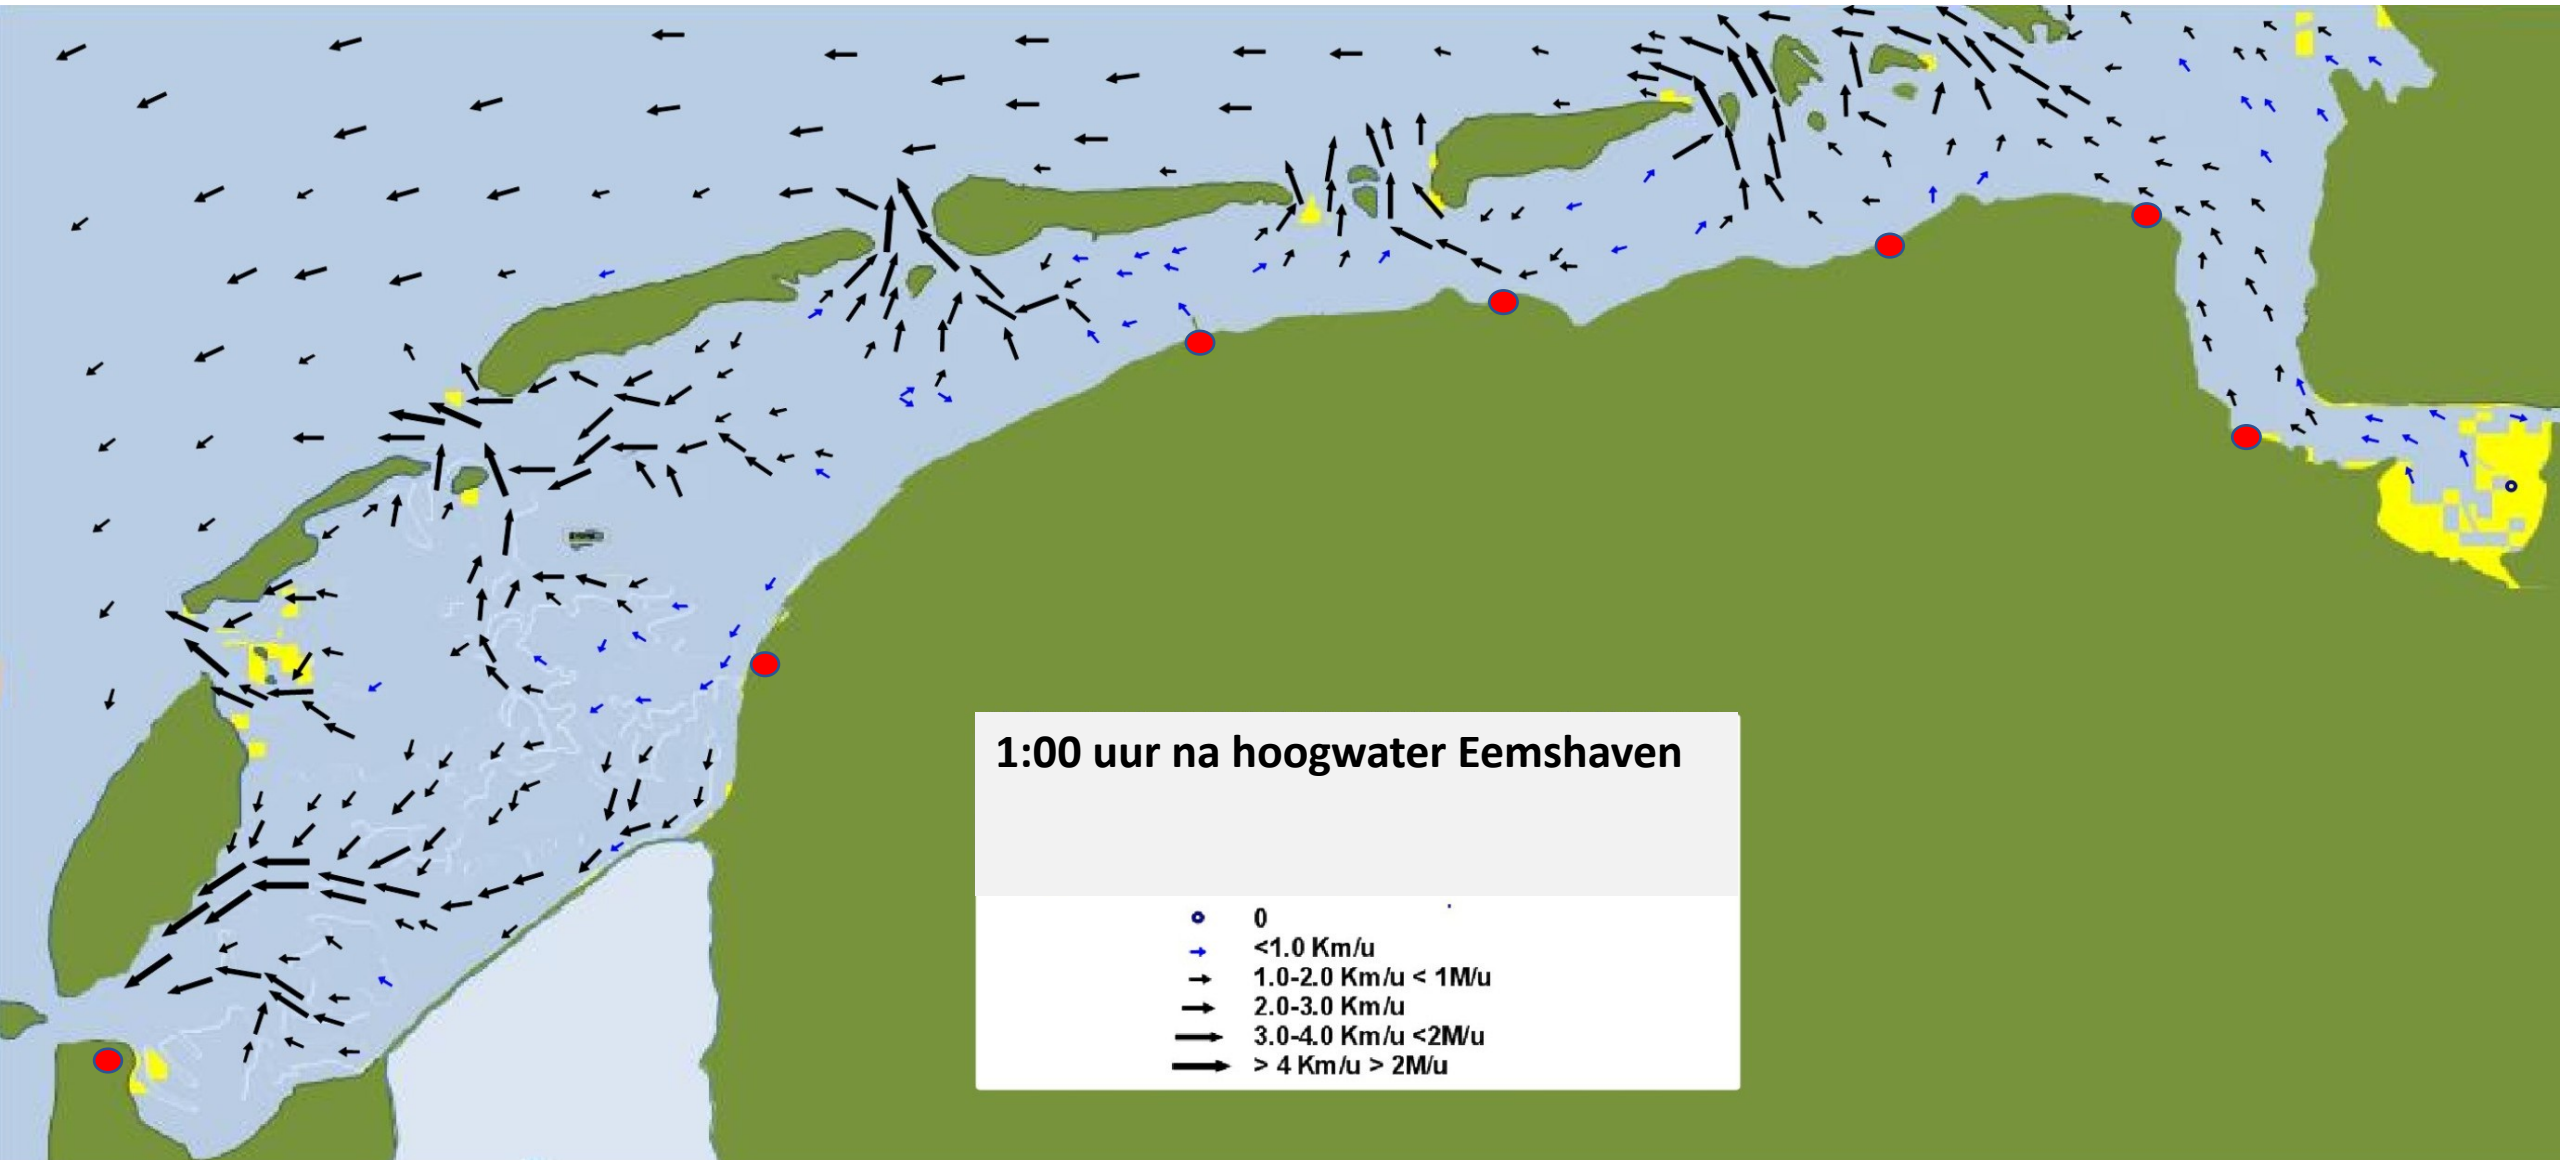 1:00 uur na hoogwater Eemshaven
0
<1.0 Km/u
1.0-2.0 Km/u < 1M/u
2.0-3.0 Km/u
3.0-4.0 Km/u <2M/u
> 4 Km/u > 2M/u